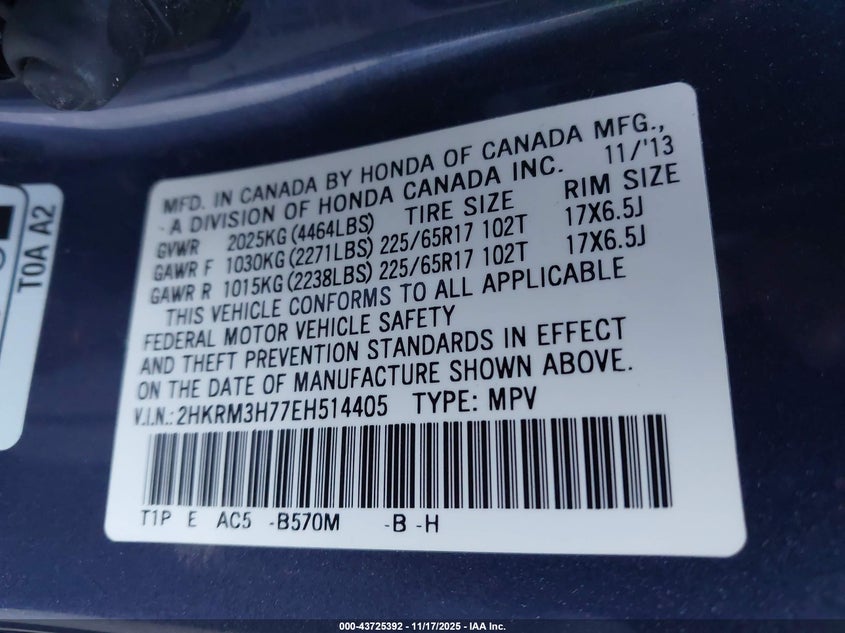 MFD. IN CANADA BY HONDA OF CANADA MFG.,
A DIVISION OF HONDA CANADA INC. 11/'13
GVWR 2025KG(4464LBS) TIRE SIZE RIM SIZE
GAWR F 1030KG(2271LBS) 225/65R17 102T 17X6.5J
GAWR R 1015KG(2238LBS) 225/65R17 102T 17X6.5J
THIS VEHICLE CONFORMS TO ALL APPLICABLE
FEDERAL MOTOR VEHICLE SAFETY
AND THEFT PREVENTION STANDARDS IN EFFECT
ON THE DATE OF MANUFACTURE SHOWN ABOVE.
V.I.N.: 2HKRM3H77EH514405 TYPE: MPV
T1P E AC5 -B570M -B -H
TOA A2
000-43725392 - 11/17/2025 - IAA Inc.